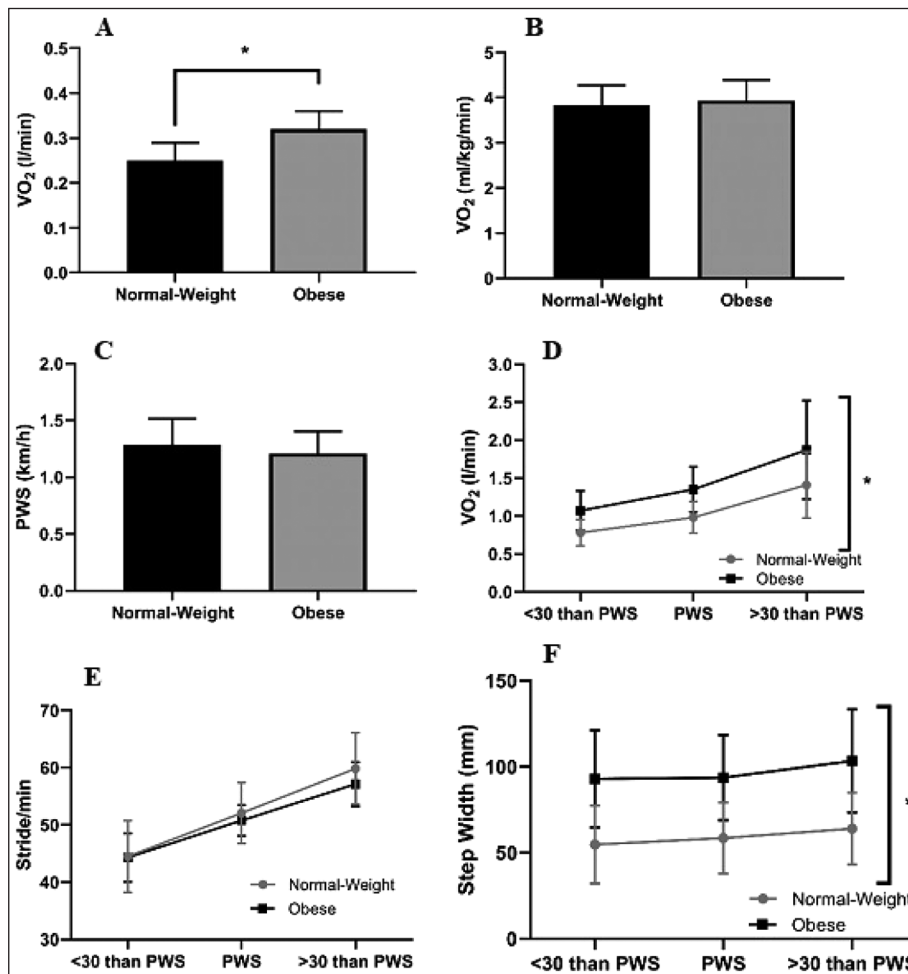 A
VO2 (l/min)
0.5
0.4
0.3
0.2
0.1
0.0
*
Normal-Weight
Obese
B
VO2 (ml/kg/min)
5
4
3
2
1
0
Normal-Weight
Obese
C
PWS (km/h)
2.0
1.5
1.0
0.5
0.0
Normal-Weight
Obese
D
VO2 (l/min)
3.0
2.5
2.0
1.5
1.0
0.5
0.0
*
Normal-Weight
Obese
<30 than PWS
PWS
>30 than PWS
E
Stride/min
70
60
50
40
30
Normal-Weight
Obese
<30 than PWS
PWS
>30 than PWS
F
Step Width (mm)
150
100
50
0
*
Normal-Weight
Obese
<30 than PWS
PWS
>30 than PWS